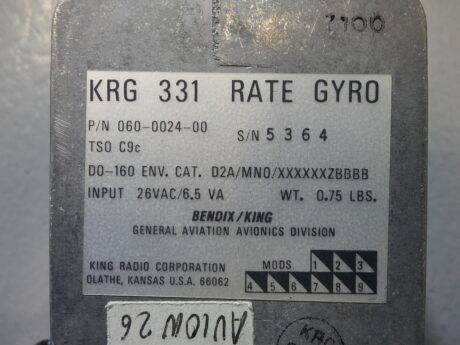 7100
KRG 331 RATE GYRO
P/N 060-0024-00
S/N 5364
TSO C9c
DO-160 ENV. CAT. D2A/MNO/XXXXXXZBBBB
INPUT 26VAC/6.5 VA WT. 0.75 LBS.
BENDIX/KING
GENERAL AVIATION AVIONICS DIVISION
KING RADIO CORPORATION
OLATHE, KANSAS U.S.A. 66062
MODS 1 2 3
4 5 6 7 8 9
AVION 26
KRC